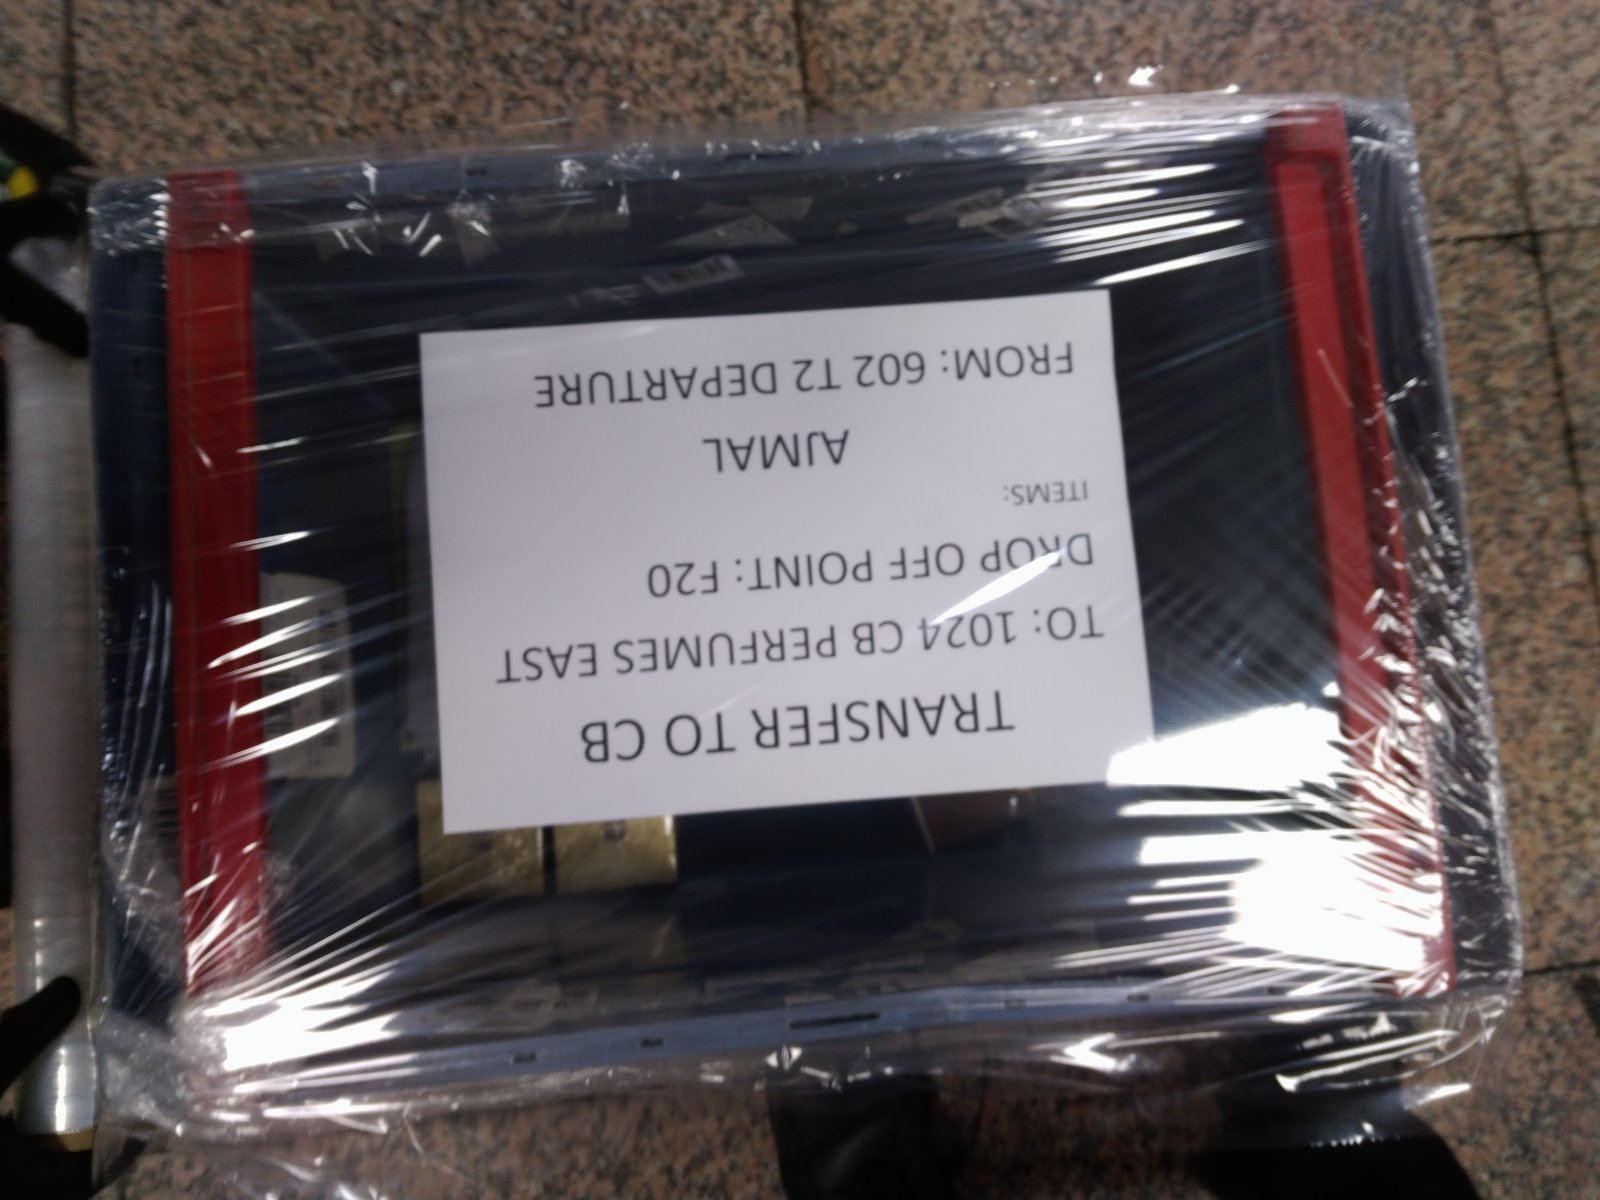 TRANSFER TO CB
TO: 1024 CB PERFUMES EAST
DROP OFF POINT: F20
ITEMS:
AJMAL
FROM: 602 T2 DEPARTURE